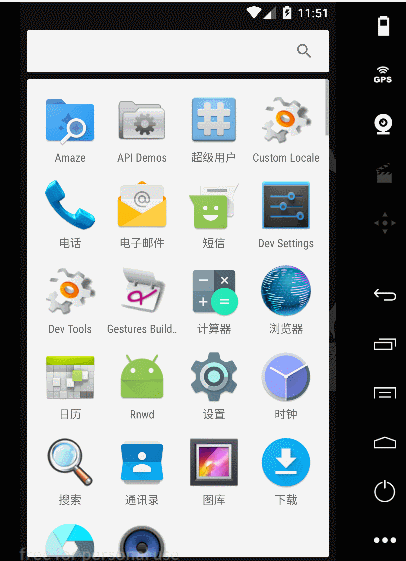 11:51
GPS
Amaze
API Demos
超级用户
Custom Locale
电话
电子邮件
短信
Dev Settings
Dev Tools
Gestures Build..
计算器
浏览器
日历
Rnwd
设置
时钟
搜索
通讯录
图库
下载
free for personal use